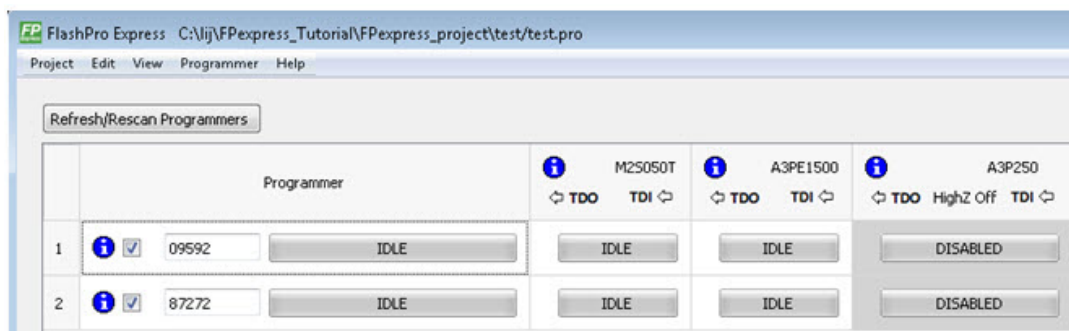 FP FlashPro Express C:\lij\FPexpress_Tutorial\FPexpress_project\test/test.pro
Project Edit View Programmer Help
Refresh/Rescan Programmers
Programmer
i M2S050T
TDO TDI
i A3PE1500
TDO TDI
i A3P250
TDO HighZ Off TDI
1 i 09592 IDLE IDLE IDLE DISABLED
2 i 87272 IDLE IDLE IDLE DISABLED